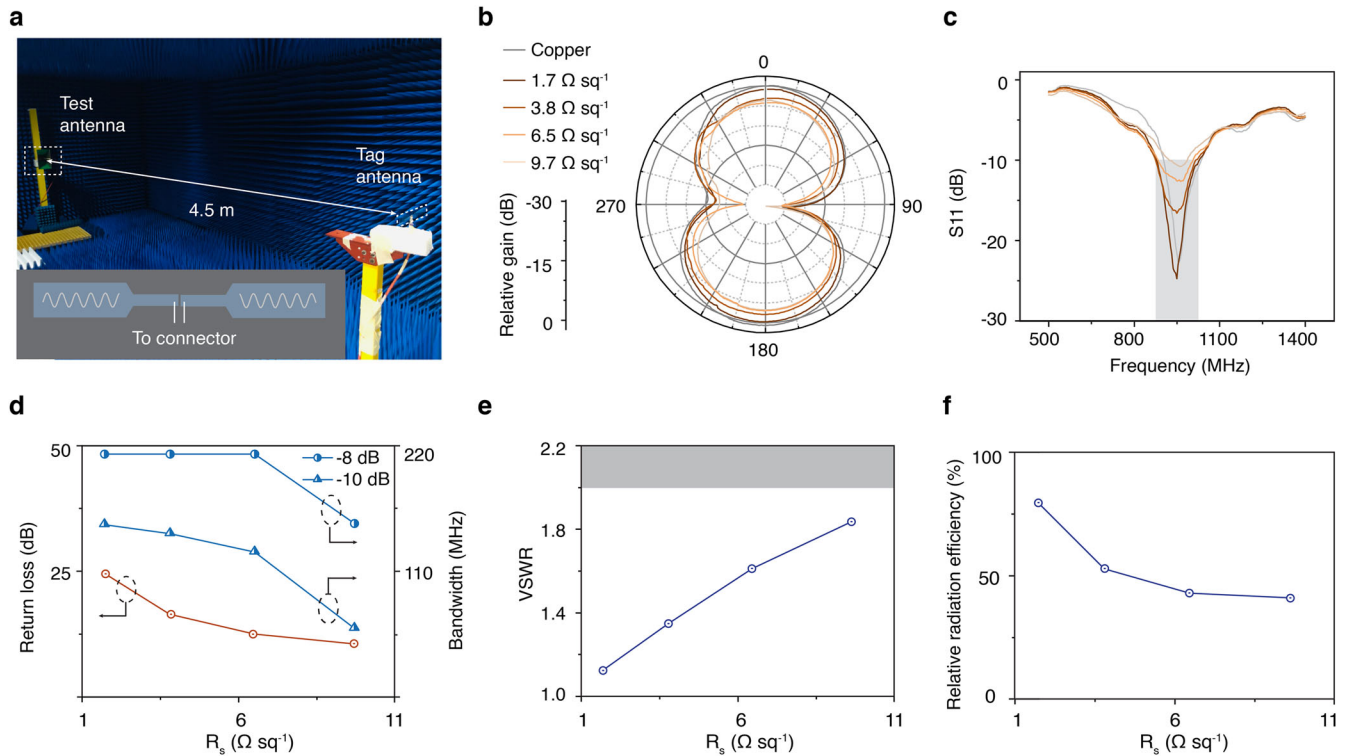 a
Test
antenna
Tag
antenna
4.5 m
To connector
b
Copper
1.7 Ω sq⁻¹
3.8 Ω sq⁻¹
6.5 Ω sq⁻¹
9.7 Ω sq⁻¹
0
90
180
270
-30
-15
0
Relative gain (dB)
c
0
-10
-20
-30
S11 (dB)
500
800
1100
1400
Frequency (MHz)
d
50
25
Return loss (dB)
-8 dB
-10 dB
220
110
Bandwidth (MHz)
1
6
11
Rₛ (Ω sq⁻¹)
e
2.2
1.8
1.4
1.0
VSWR
1
6
11
Rₛ (Ω sq⁻¹)
f
100
50
0
Relative radiation efficiency (%)
1
6
11
Rₛ (Ω sq⁻¹)